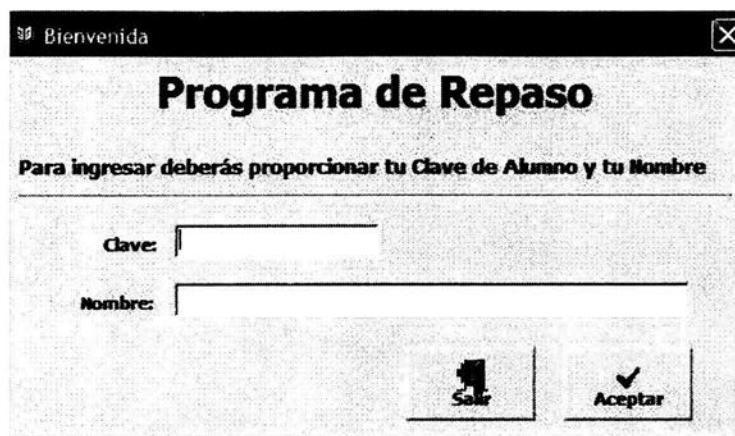 Bienvenida
Programa de Repaso
Para ingresar deberás proporcionar tu Clave de Alumno y tu Nombre
Clave:
Nombre:
Salir
Aceptar